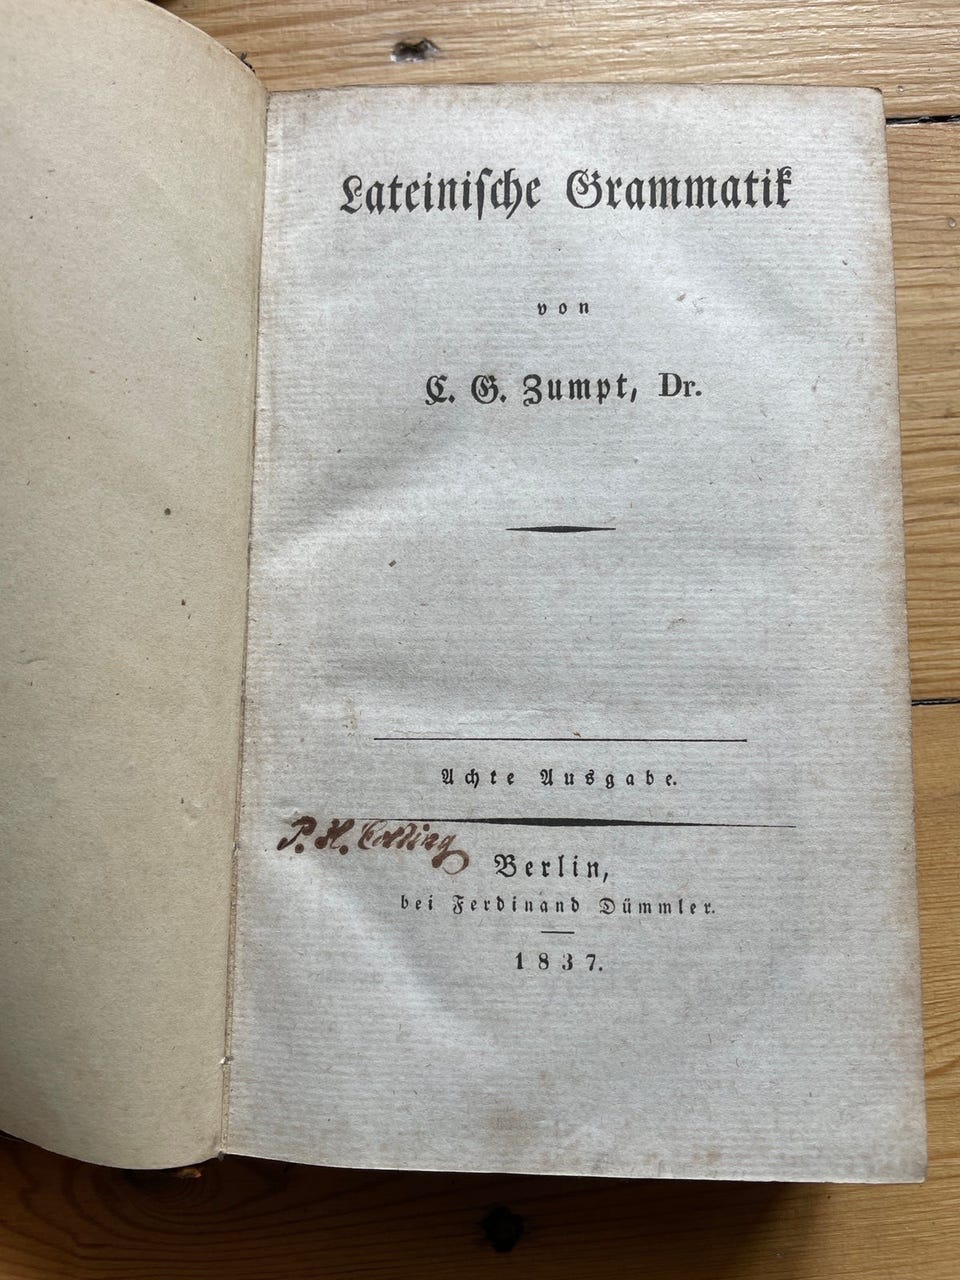 Lateinische Grammatik
von
C. G. Zumpt, Dr.
Achte Ausgabe.
P. H.
Berlin,
bei Ferdinand Dümmler.
1837.